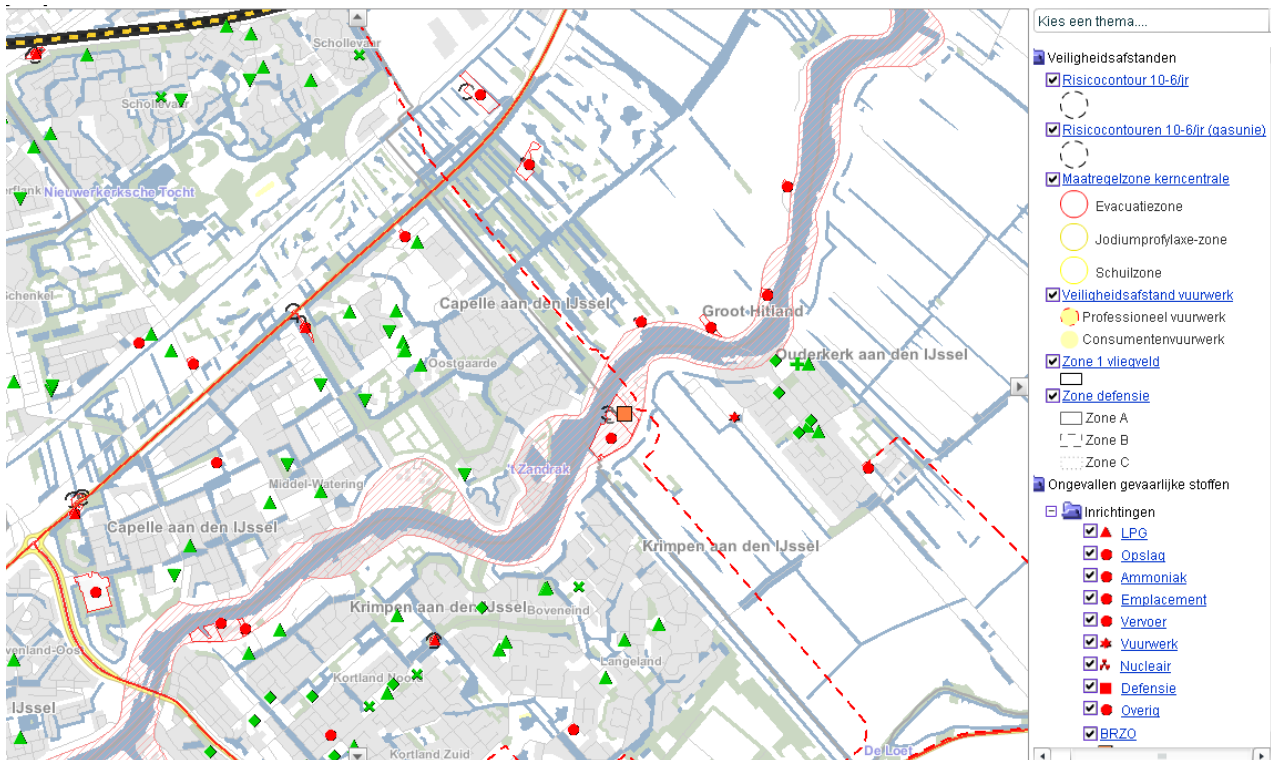 Schollevaar
Schollevaar
Nieuwerkerksche Tocht
Schenkel
Capelle aan den IJssel
Groot Hitland
Oostgaarde
Ouderkerk aan den IJssel
't Zandrak
Middel-Watering
Capelle aan den IJssel
Krimpen aan den IJssel
Krimpen aan den IJssel
Boveneind
Langeland
Kortland Noord
IJssel
Kortland Zuid
De Loet
Kies een thema....
Veiligheidsafstanden
Risicocontour 10-6/jr
Risicocontouren 10-6/jr (gasunie)
Maatregelzone kerncentrale
Evacuatiezone
Jodiumprofylaxe-zone
Schuilzone
Veiligheidsafstand vuurwerk
Professioneel vuurwerk
Consumentenvuurwerk
Zone 1 vliegveld
Zone defensie
Zone A
Zone B
Zone C
Ongevallen gevaarlijke stoffen
Inrichtingen
LPG
Opslag
Ammoniak
Emplacement
Vervoer
Vuurwerk
Nucleair
Defensie
Overig
BRZO